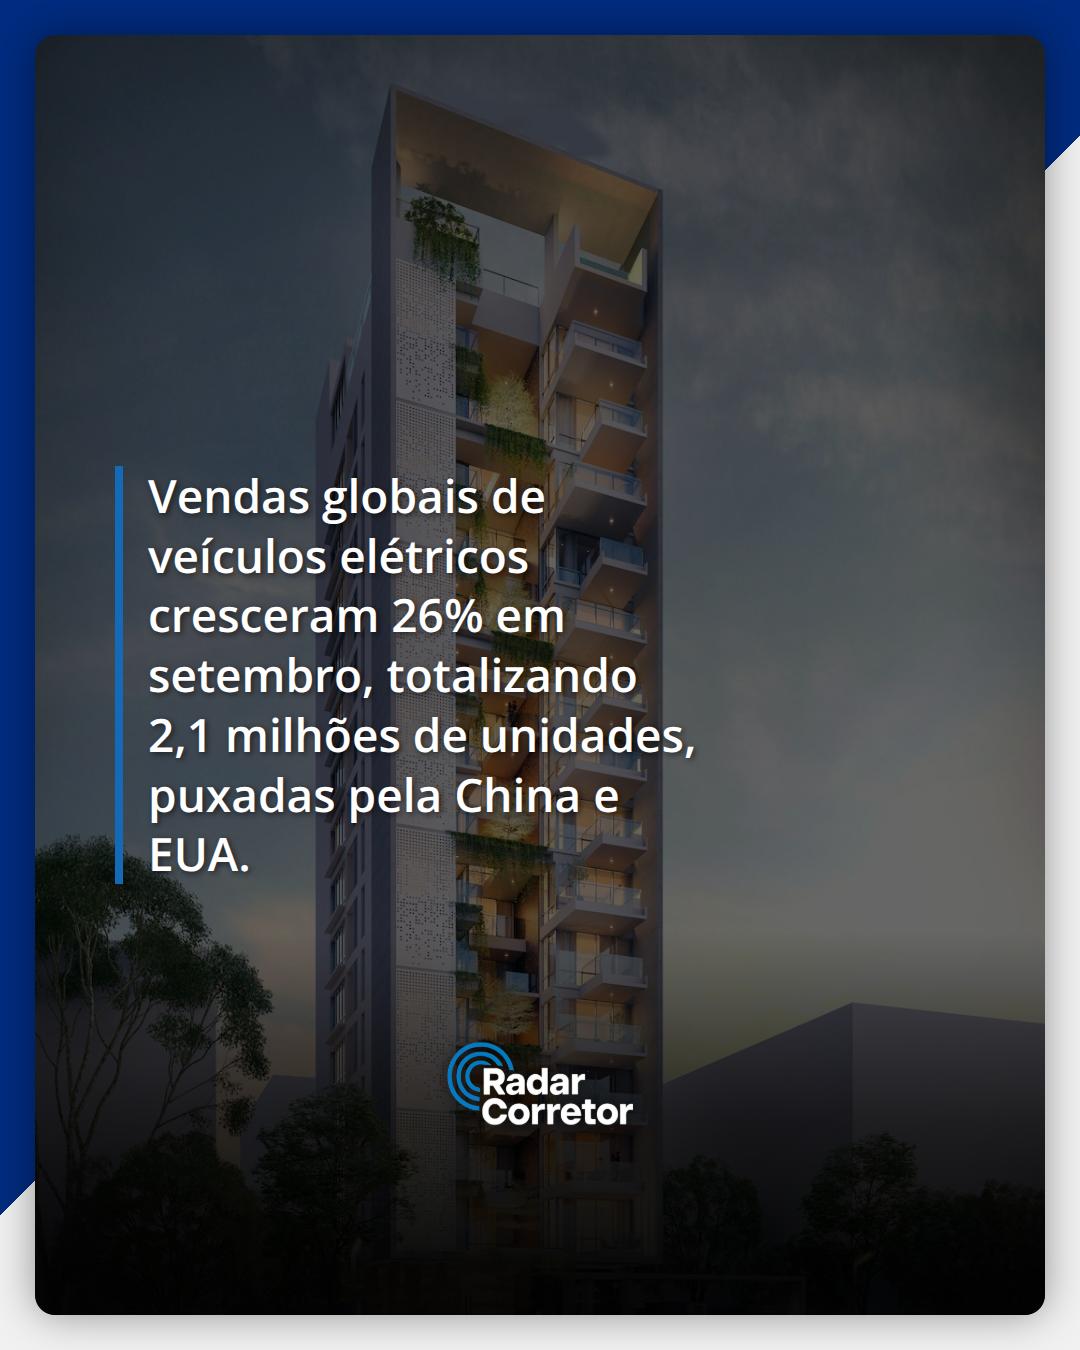 Vendas globais de
veículos elétricos
cresceram 26% em
setembro, totalizando
2,1 milhões de unidades,
puxadas pela China e
EUA.
Radar
Corretor